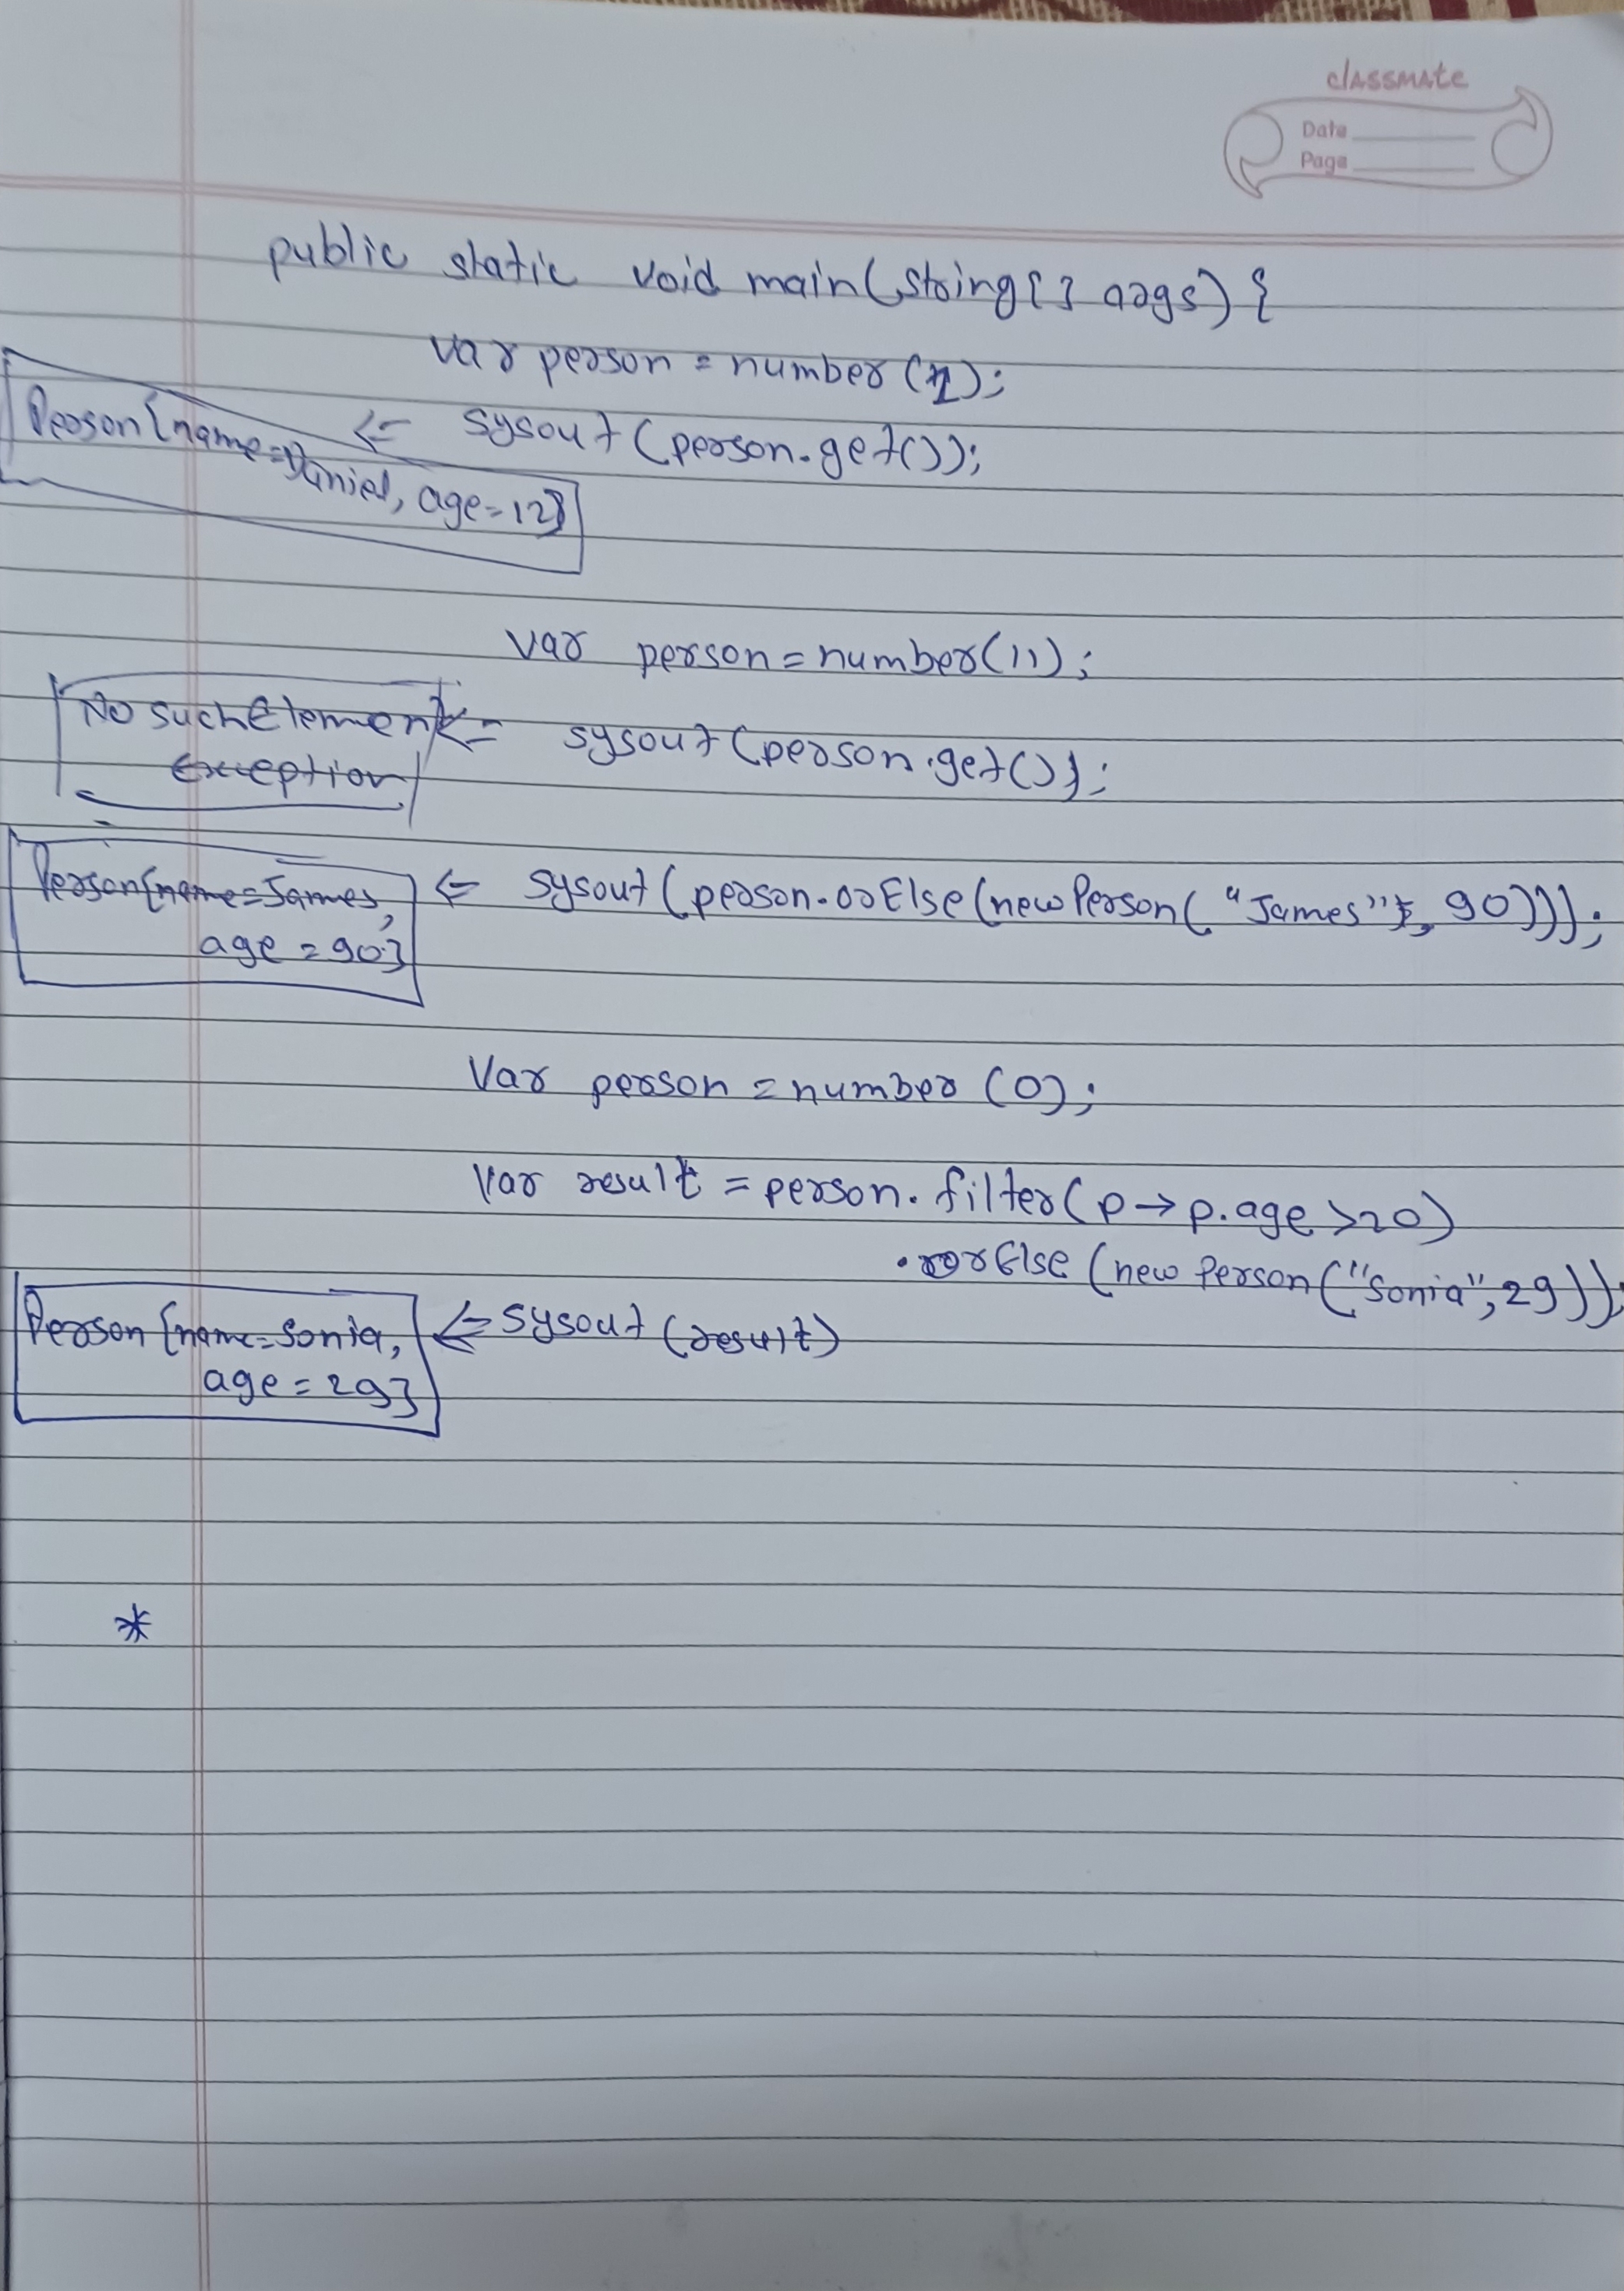 classmate
Date
Page
public static void main(String[] args) {
var person = number(1);
Person{name=Daniel, age=12} <= sysout(person.get());
var person = number(11);
NoSuchElement <= sysout(person.get());
Exception
Person{name=James, <= sysout(person.orElse(new Person("James", 90)));
age = 90}
Var person = number(0);
Var result = person.filter(p→p.age>20)
.orElse(new Person("Sonia", 29));
Person{name=Sonia, <= sysout(result)
age = 29}
*